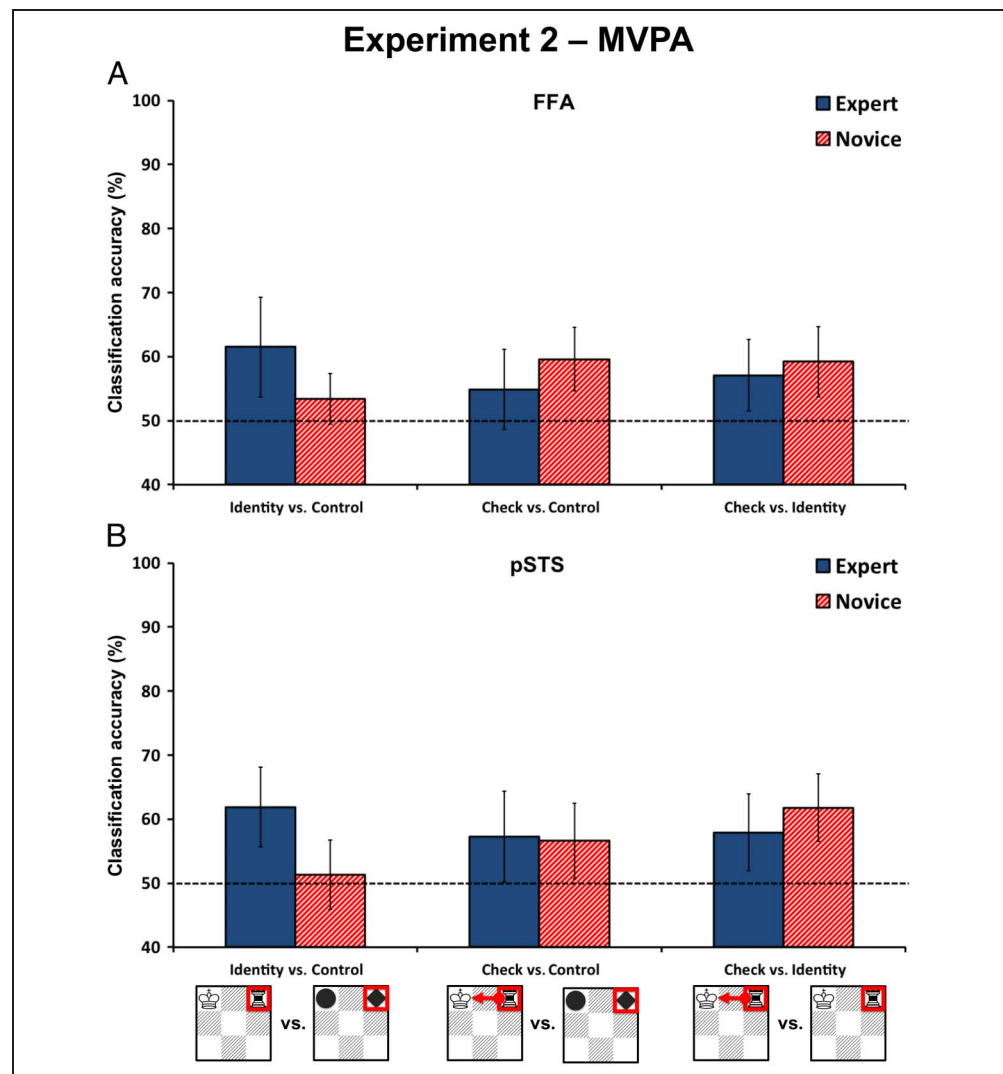 Experiment 2 – MVPA
A
FFA
Expert
Novice
Classification accuracy (%)
100
90
80
70
60
50
40
Identity vs. Control
Check vs. Control
Check vs. Identity
B
pSTS
Expert
Novice
Classification accuracy (%)
100
90
80
70
60
50
40
Identity vs. Control
Check vs. Control
Check vs. Identity
vs.
vs.
vs.